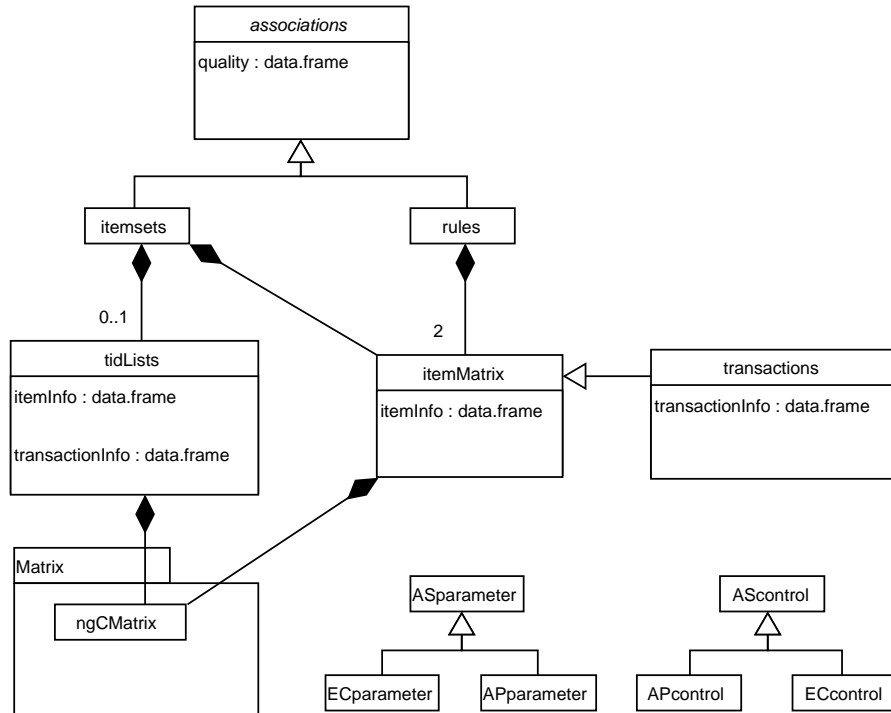 associations
quality : data.frame
itemsets
rules
0..1
2
tidLists
itemInfo : data.frame
transactionInfo : data.frame
itemMatrix
itemInfo : data.frame
transactions
transactionInfo : data.frame
Matrix
ngCMatrix
ASparameter
ECparameter
APparameter
AScontrol
APcontrol
ECcontrol